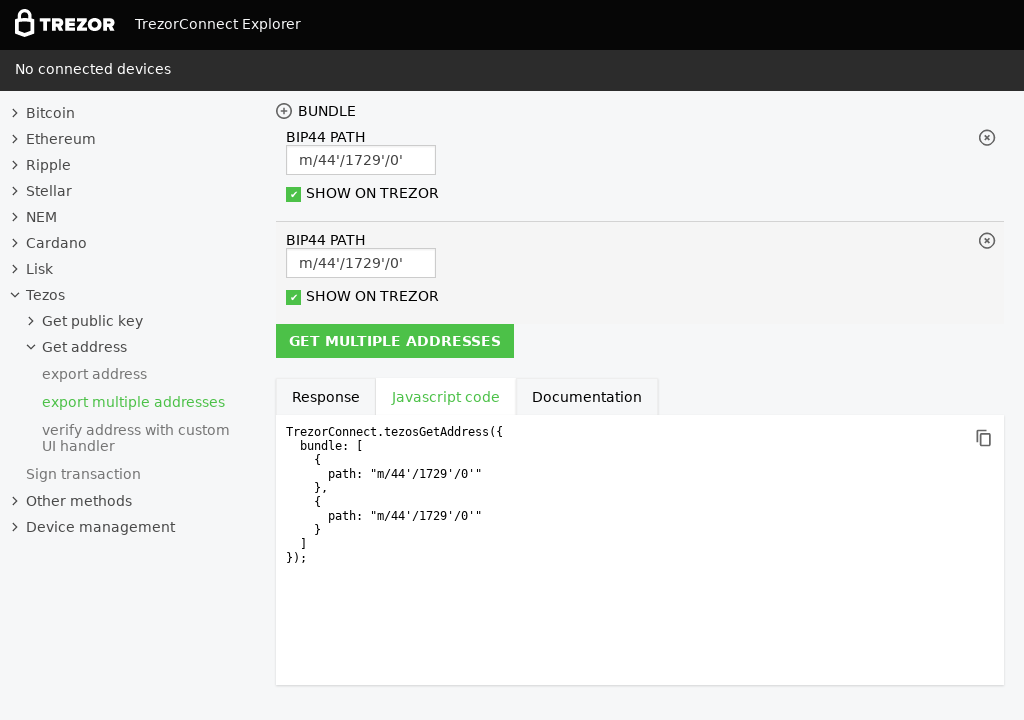 TREZOR TrezorConnect Explorer
No connected devices
Bitcoin
Ethereum
Ripple
Stellar
NEM
Cardano
Lisk
Tezos
Get public key
Get address
export address
export multiple addresses
verify address with custom
UI handler
Sign transaction
Other methods
Device management
BUNDLE
BIP44 PATH
m/44'/1729'/0'
SHOW ON TREZOR
BIP44 PATH
m/44'/1729'/0'
SHOW ON TREZOR
GET MULTIPLE ADDRESSES
Response Javascript code Documentation
TrezorConnect.tezosGetAddress({
  bundle: [
    {
      path: "m/44'/1729'/0'"
    },
    {
      path: "m/44'/1729'/0'"
    }
  ]
});